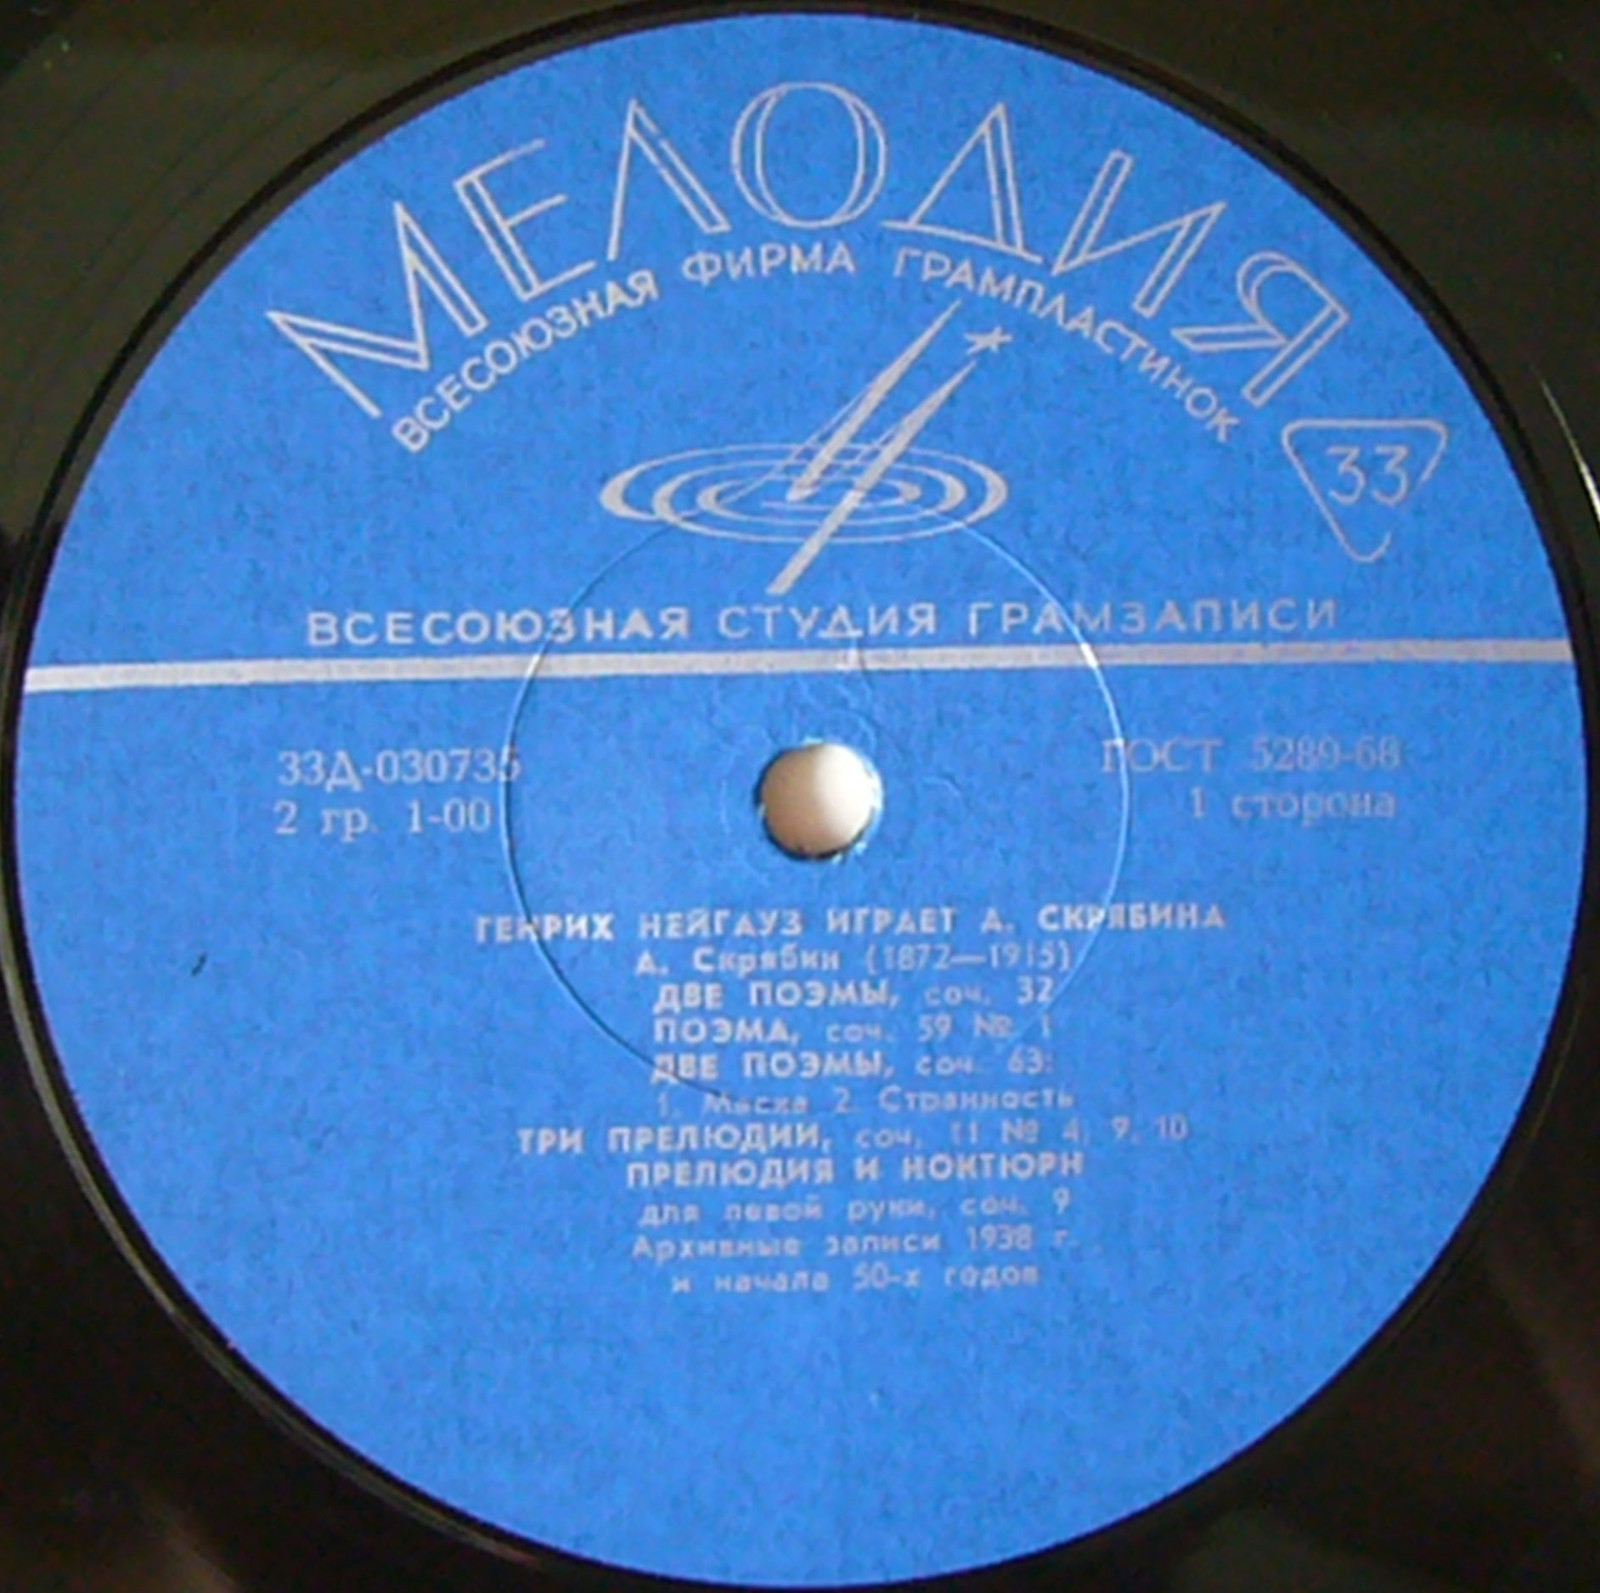 МЕЛОДИЯ
ВСЕСОЮЗНАЯ ФИРМА ГРАМПЛАСТИНОК
33
ВСЕСОЮЗНАЯ СТУДИЯ ГРАМЗАПИСИ
33Д-030735
ГОСТ 5289-68
2 гр. 1-00
1 сторона
ГЕНРИХ НЕЙГАУЗ ИГРАЕТ А. СКРЯБИНА
А. Скрябин (1872—1915)
ДВЕ ПОЭМЫ, соч. 32
ПОЭМА, соч. 59 № 1
ДВЕ ПОЭМЫ, соч. 63:
1. Маска 2. Странность
ТРИ ПРЕЛЮДИИ, соч. 11 № 4, 9, 10
ПРЕЛЮДИЯ И НОКТЮРН
для левой руки, соч. 9
Архивные записи 1938 г.
и начала 50-х годов